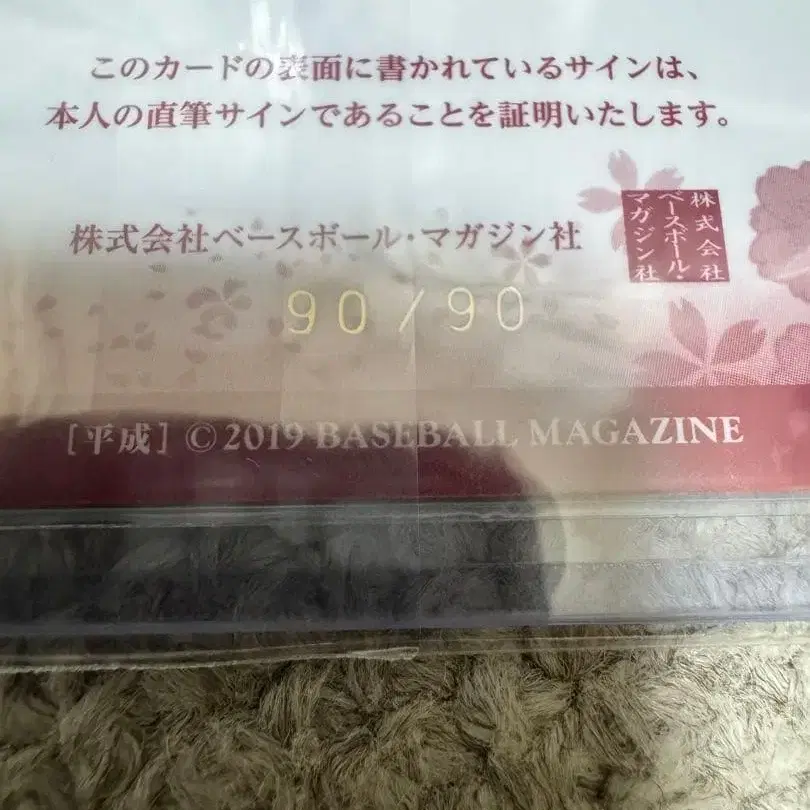 このカードの表面に書かれているサインは、
本人の直筆サインであることを証明いたします。
株式会社ベースボール・マガジン社
株式会社
ベースボール・
マガジン社
90/90
[平成] © 2019 BASEBALL MAGAZINE